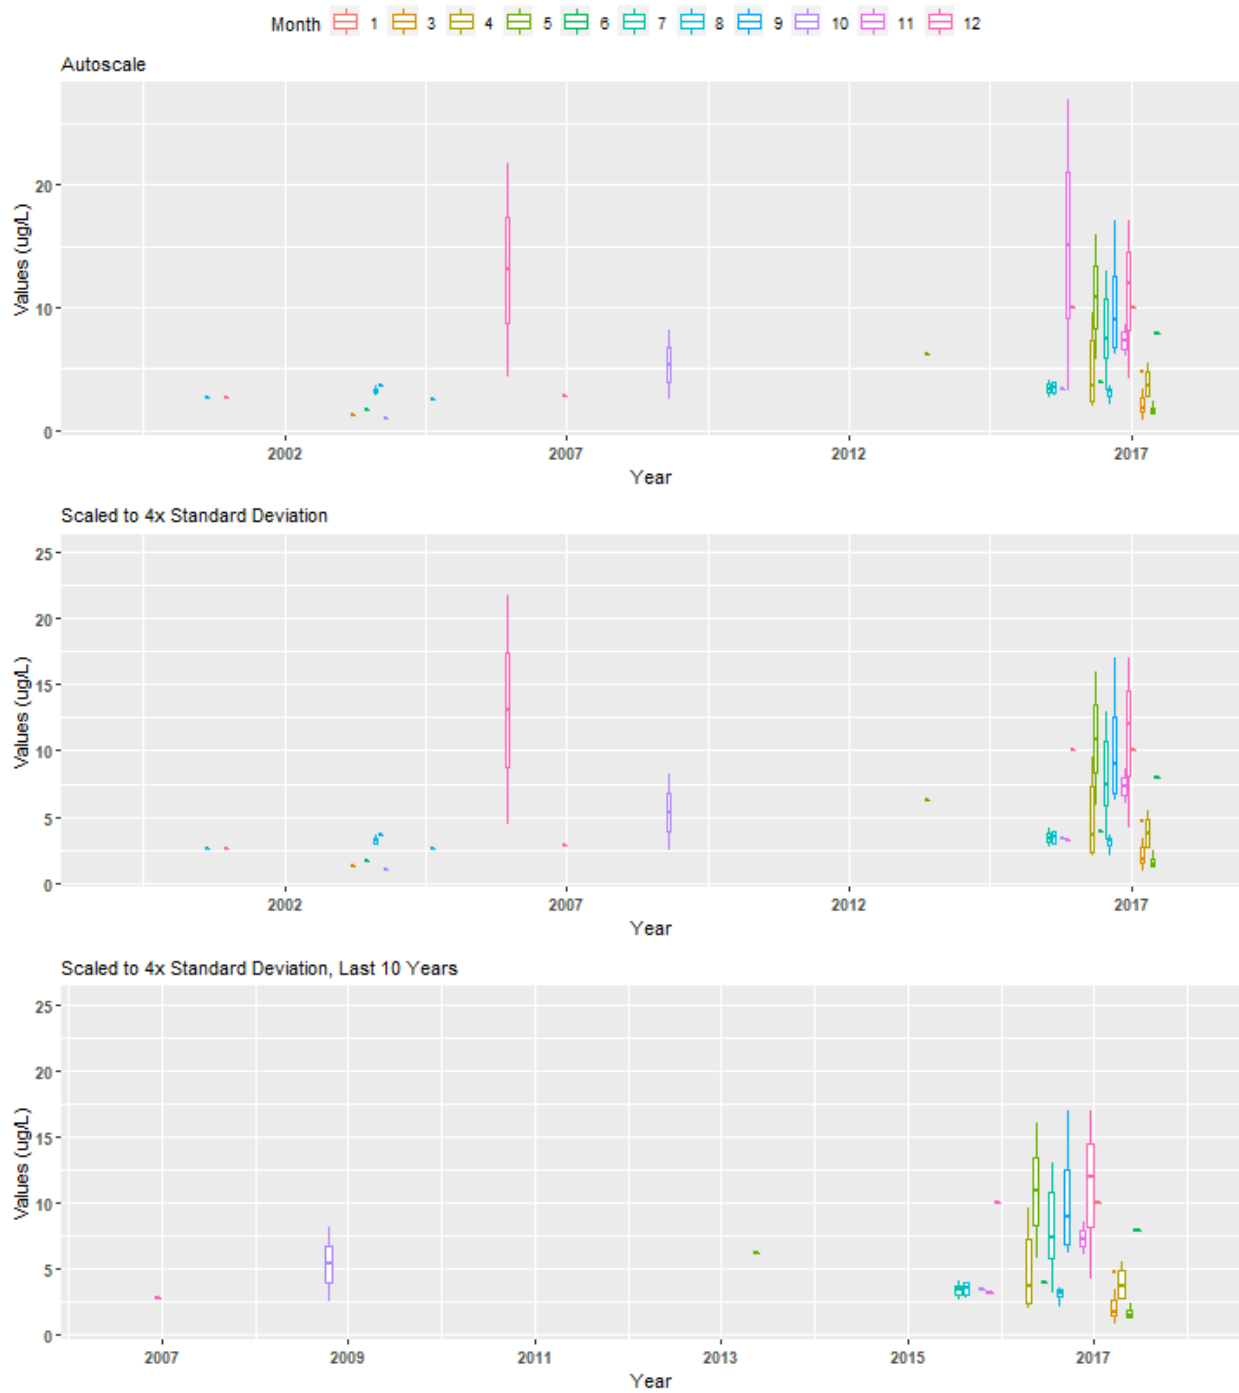 Month 1 3 4 5 6 7 8 9 10 11 12
Autoscale
20
10
0
Values (ug/L)
2002 2007 2012 2017
Year
Scaled to 4x Standard Deviation
25
20
15
10
5
0
Values (ug/L)
2002 2007 2012 2017
Year
Scaled to 4x Standard Deviation, Last 10 Years
25
20
15
10
5
0
Values (ug/L)
2007 2009 2011 2013 2015 2017
Year